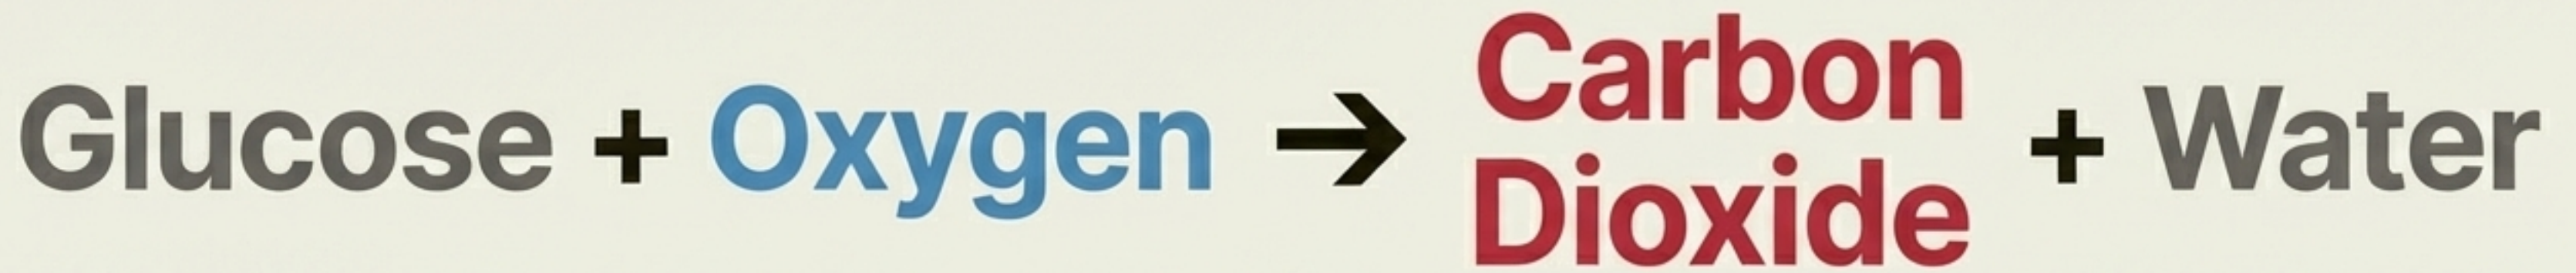 Glucose + Oxygen → Carbon Dioxide + Water